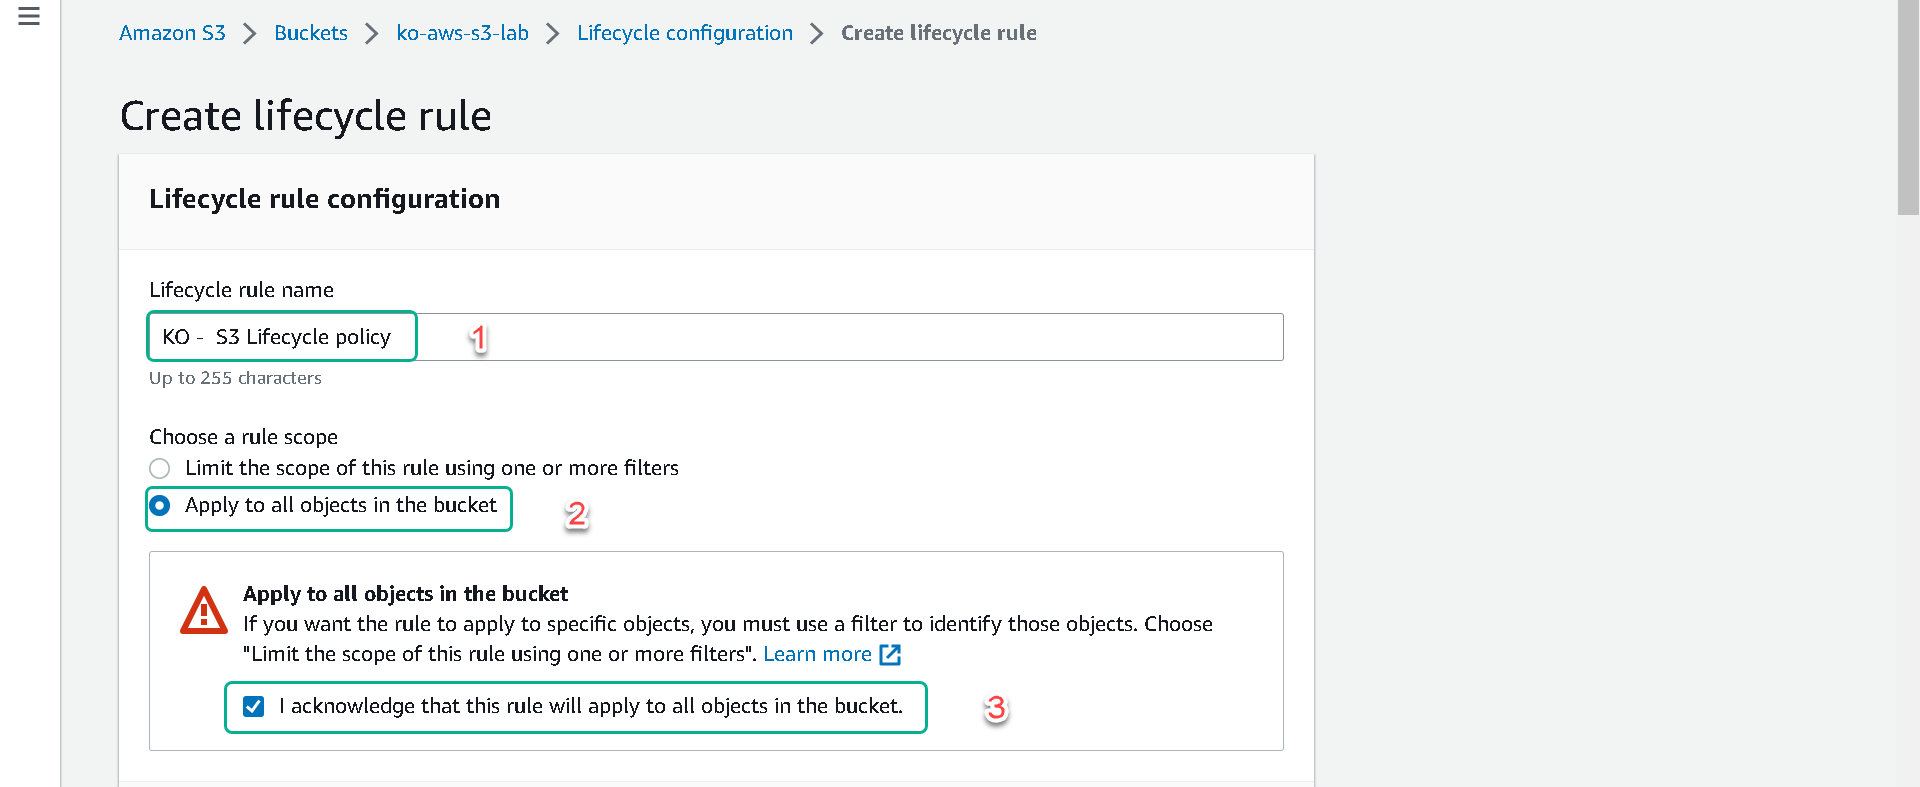 Amazon S3 > Buckets > ko-aws-s3-lab > Lifecycle configuration > Create lifecycle rule
Create lifecycle rule
Lifecycle rule configuration
Lifecycle rule name
KO -  S3 Lifecycle policy 1
Up to 255 characters
Choose a rule scope
Limit the scope of this rule using one or more filters
Apply to all objects in the bucket 2
Apply to all objects in the bucket
If you want the rule to apply to specific objects, you must use a filter to identify those objects. Choose
"Limit the scope of this rule using one or more filters". Learn more
I acknowledge that this rule will apply to all objects in the bucket. 3